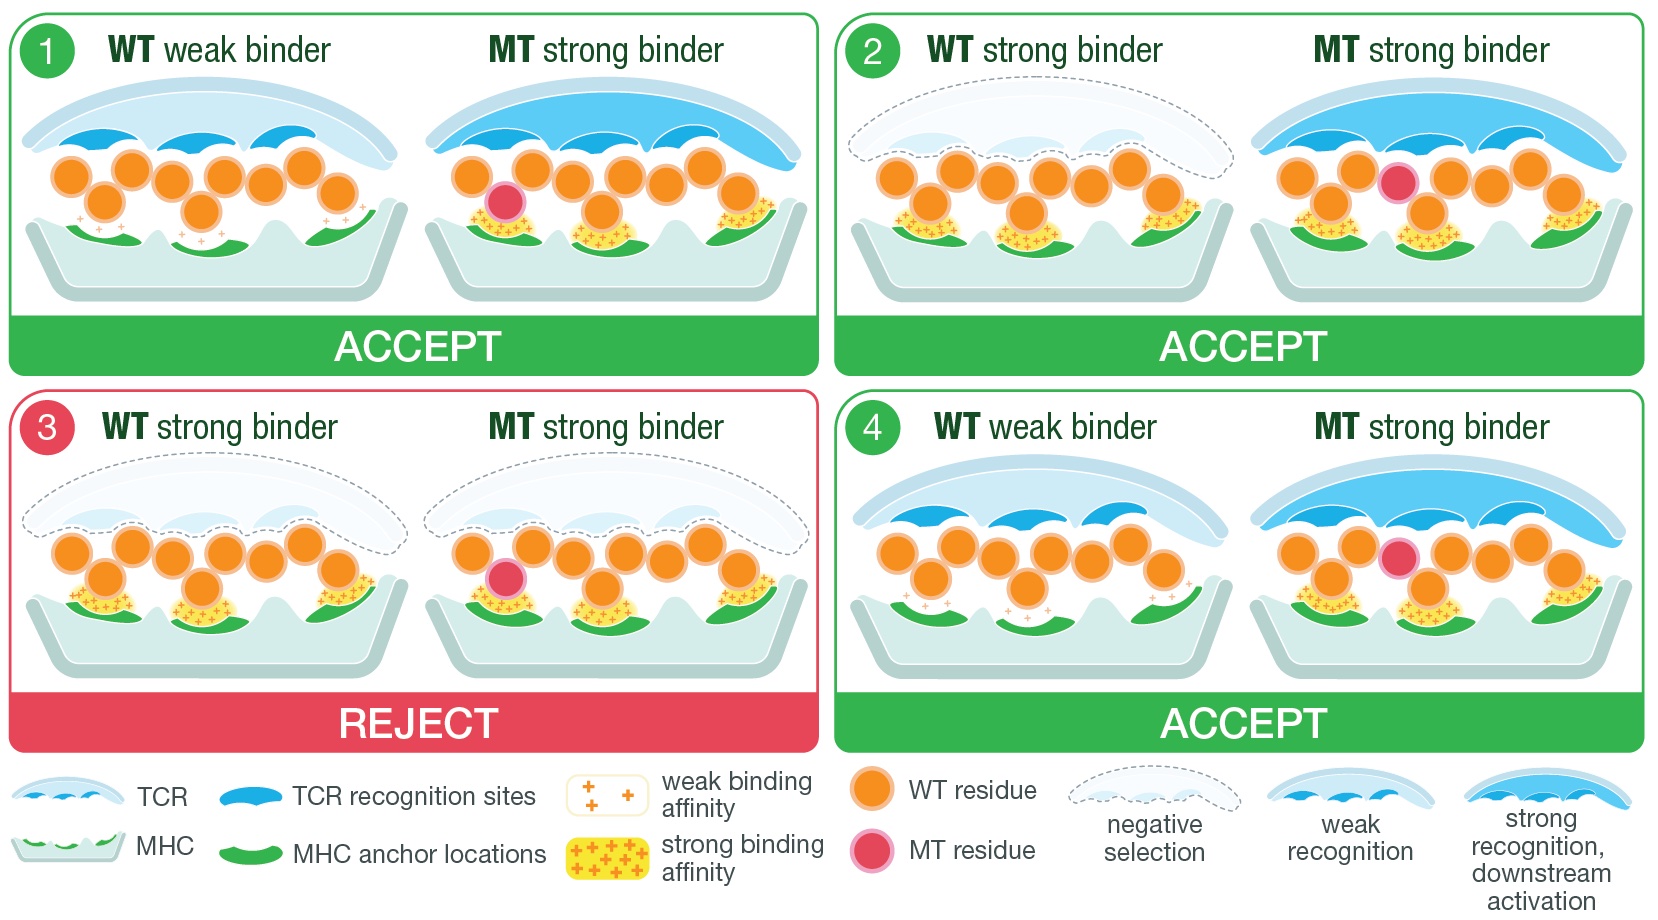 1
WT weak binder
MT strong binder
ACCEPT
2
WT strong binder
MT strong binder
ACCEPT
3
WT strong binder
MT strong binder
REJECT
4
WT weak binder
MT strong binder
ACCEPT
TCR
MHC
TCR recognition sites
MHC anchor locations
weak binding
affinity
strong binding
affinity
WT residue
MT residue
negative
selection
weak
recognition
strong
recognition,
downstream
activation